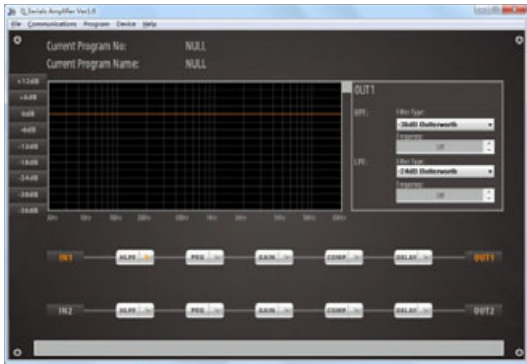 Q_Serials Amplifier Ver1.0
File Communications Program Device Help
Current Program No: NULL
Current Program Name: NULL
+12dB
+6dB
0dB
-6dB
-12dB
-18dB
-24dB
-30dB
-36dB
OUT1
HPF: Filter Type:
Butterworth
Frequency:
Off
LPF: Filter Type:
Butterworth
Frequency:
Off
IN1 HLPF PEQ GAIN COMP DELAY OUT1
IN2 HLPF PEQ GAIN COMP DELAY OUT2